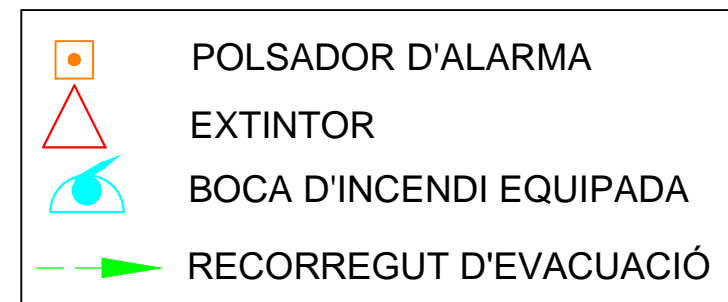 POLSADOR D'ALARMA
EXTINTOR
BOCA D'INCENDI EQUIPADA
RECORREGUT D'EVACUACIÓ